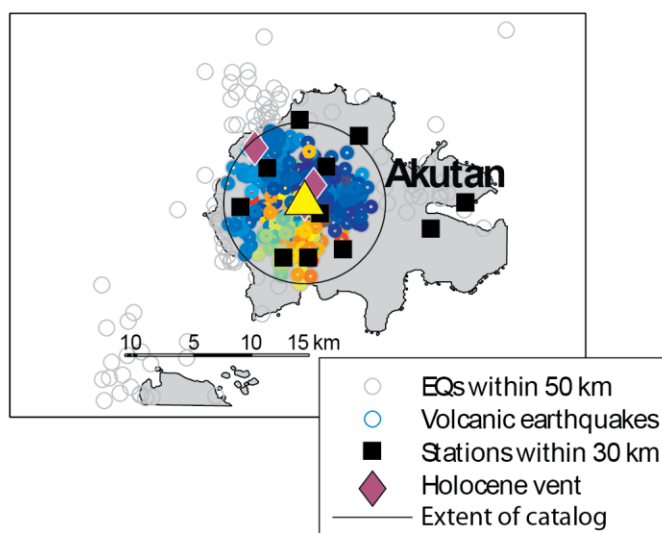 Akutan
10 5 10 15 km
EQs within 50 km
Volcanic earthquakes
Stations within 30 km
Holocene vent
Extent of catalog